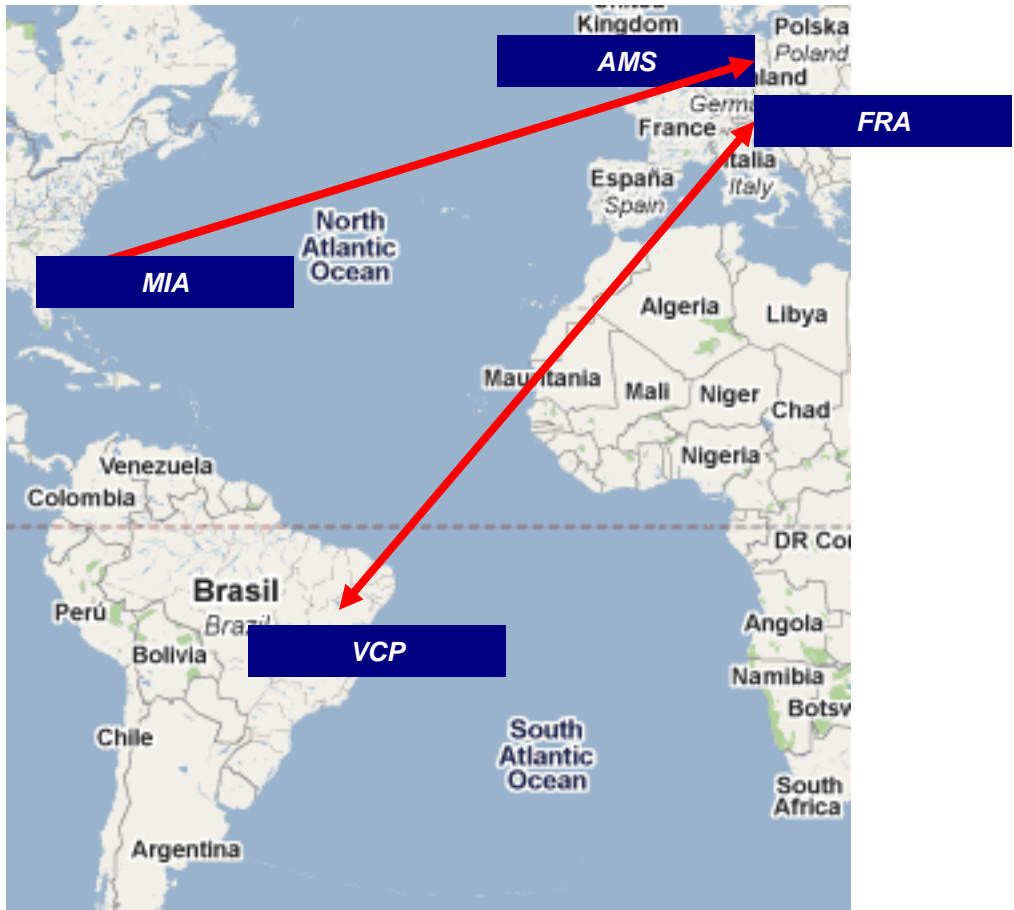 Kingdom
Polska
Poland
AMS
land
Germa
FRA
France
Italia
Italy
España
Spain
North
Atlantic
Ocean
MIA
Algeria
Libya
Mauritania
Mali
Niger
Chad
Nigeria
Venezuela
Colombia
DR Co
Brasil
Brazil
Perú
Angola
Bolivia
VCP
Namibia
Botsw
Chile
South
Atlantic
Ocean
South
Africa
Argentina